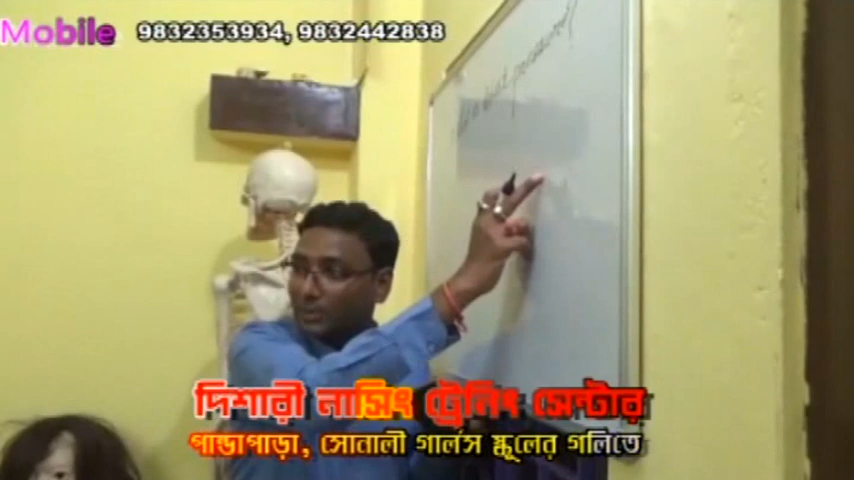 Mobile 9832353934, 9832442838
দিশারী নার্সিং ট্রেনিং সেন্টার
পান্ডাপাড়া, সোনালী গার্লস স্কুলের গলিতে